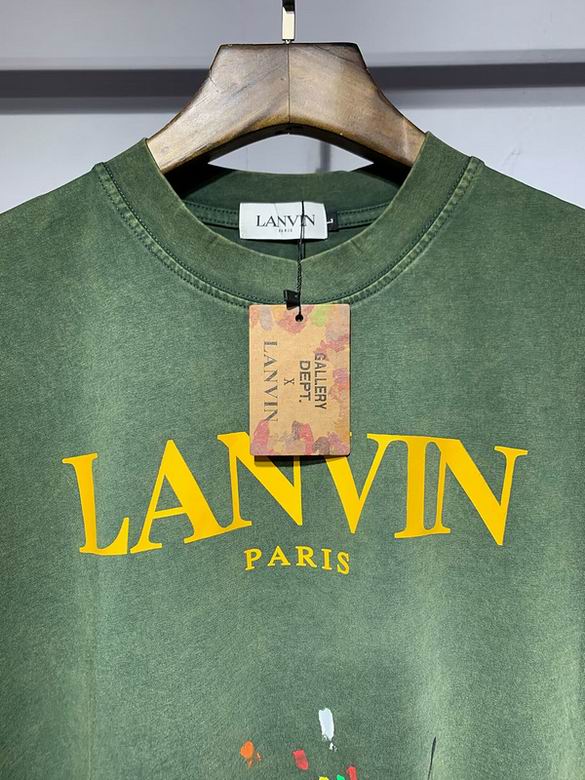 LANVIN
PARIS
L
GALLERY
DEPT.
X
LANVIN
LANVIN
PARIS